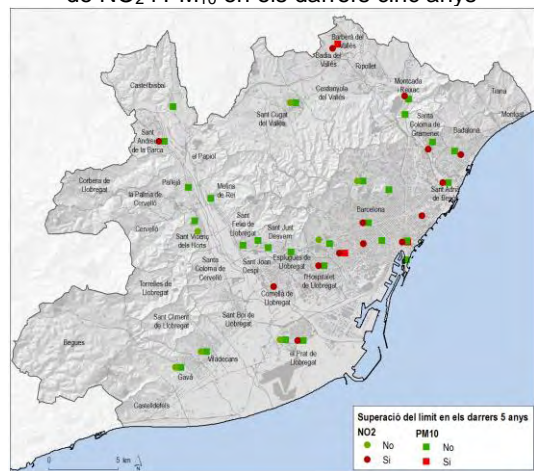 de NO2 i PM10 en els darrers cinc anys
Barberà del
Vallès
Badia del
Vallès
Ripollet
Castellbisbal
Cerdanyola del
Vallès
Montcada
i Reixac
Tiana
Montgat
Sant Cugat
del Vallès
Santa
Coloma de
Gramenet
Badalona
Sant
Andreu
de la Barca
el Papiol
Corbera de
Llobregat
Pallejà
la Palma de
Cervelló
Molins
de Rei
Sant Adrià
de Besòs
Barcelona
Sant
Feliu de
Llobregat
Sant Just
Desvern
Cervelló
Sant Vicenç
dels Horts
Santa
Coloma de
Cervelló
Sant Joan
Despí
Esplugues de
Llobregat
l'Hospitalet
de Llobregat
Torrelles de
Llobregat
Cornellà de
Llobregat
Sant Climent
de Llobregat
Sant Boi de
Llobregat
Begues
Viladecans
el Prat de
Llobregat
Gavà
Castelldefels
0
5 km
N
Superació del límit en els darrers 5 anys
NO2 PM10
No No
Si Si